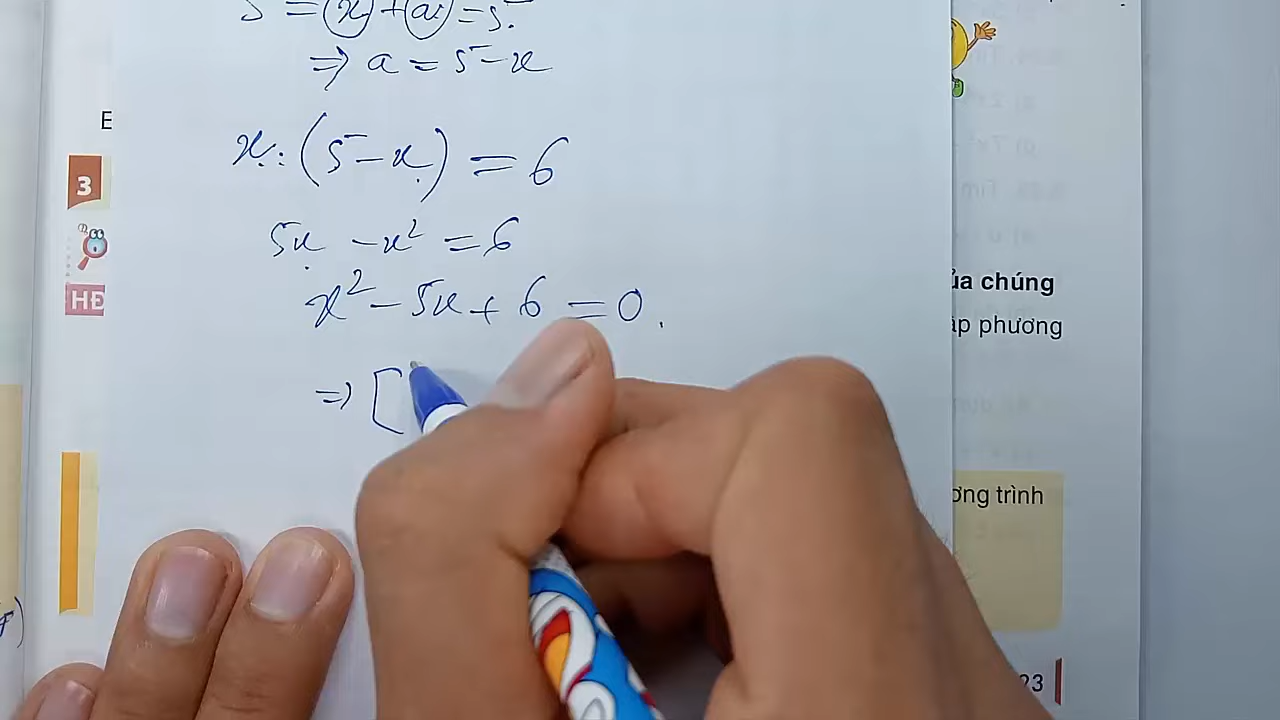 S = x + a = 5
⇒ a = 5 - x
E
x. (5 - x) = 6
3
5x - x² = 6
HĐ
ủa chúng
x² - 5x + 6 = 0.
ập phương
⇒ [
ơng trình
23